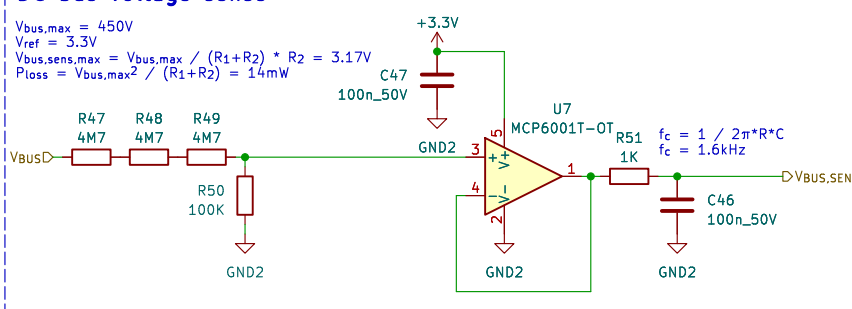 DC Bus Voltage Sense
Vbus,max = 450V
Vref = 3.3V
Vbus,sens,max = Vbus,max / (R1+R2) * R2 = 3.17V
Ploss = Vbus,max² / (R1+R2) = 14mW
+3.3V
C47
100n_50V
GND2
U7
MCP6001T-OT
R47
4M7
R48
4M7
R49
4M7
VBUS
R50
100K
GND2
3
+
4
−
5
V+
2
V-
1
GND2
R51
1K
fc = 1 / 2π*R*C
fc = 1.6kHz
VBUS,SEN
C46
100n_50V
GND2